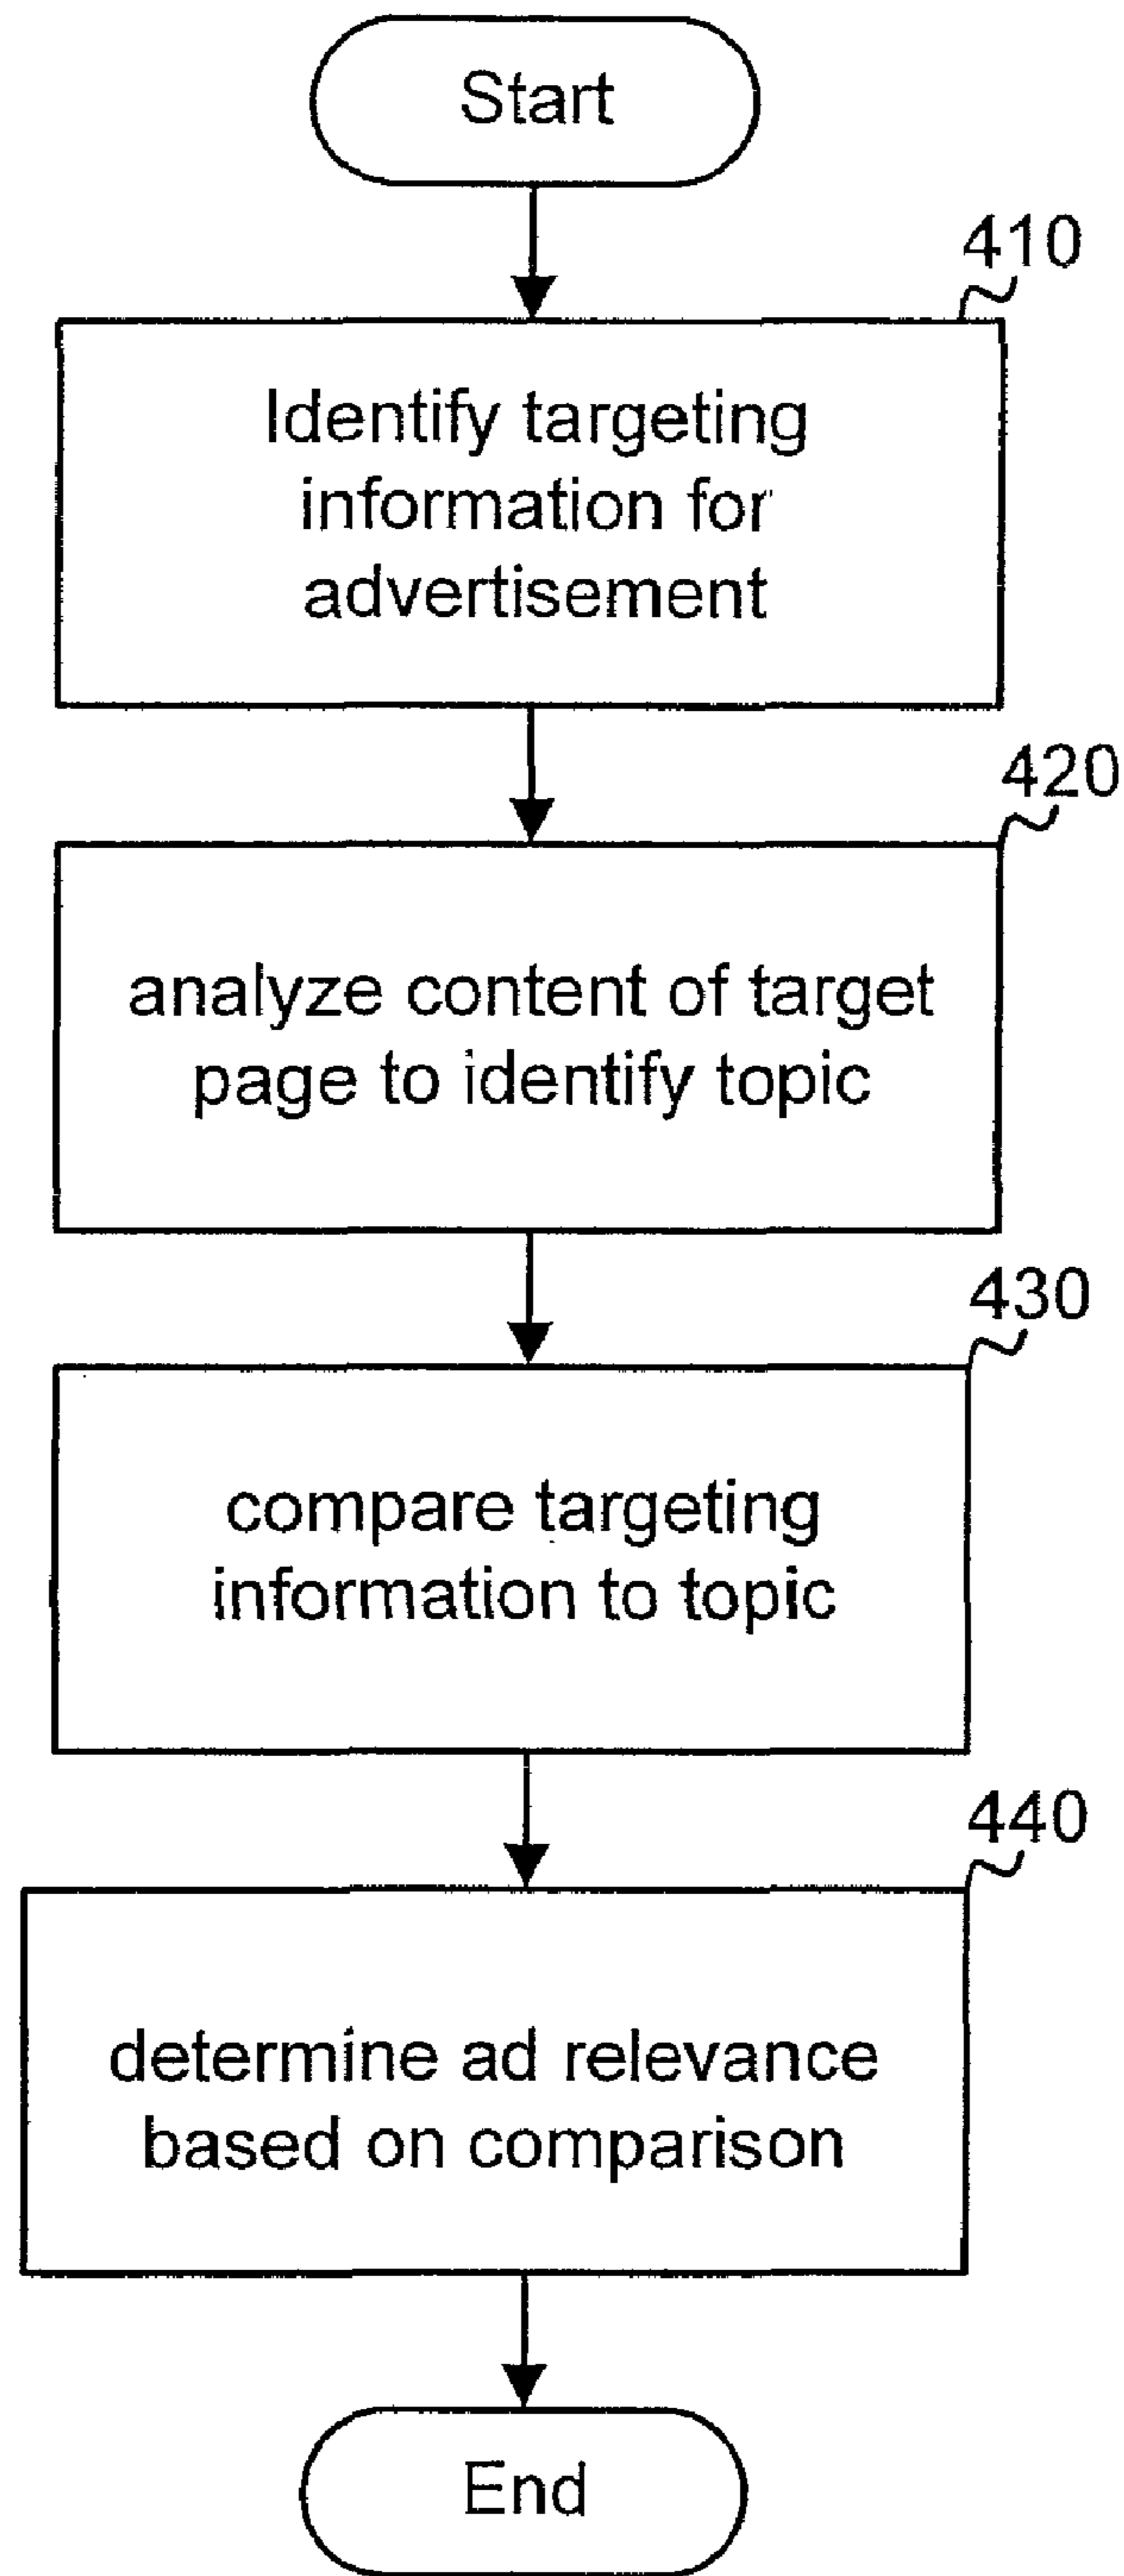 Start
410
Identify targeting
information for
advertisement
420
analyze content of target
page to identify topic
430
compare targeting
information to topic
440
determine ad relevance
based on comparison
End